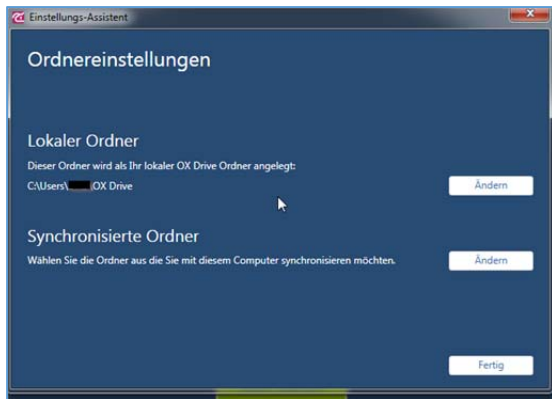 Einstellungs-Assistent
Ordnereinstellungen
Lokaler Ordner
Dieser Ordner wird als Ihr lokaler OX Drive Ordner angelegt:
C:\Users\ \OX Drive
Ändern
Synchronisierte Ordner
Wählen Sie die Ordner aus die Sie mit diesem Computer synchronisieren möchten.
Ändern
Fertig